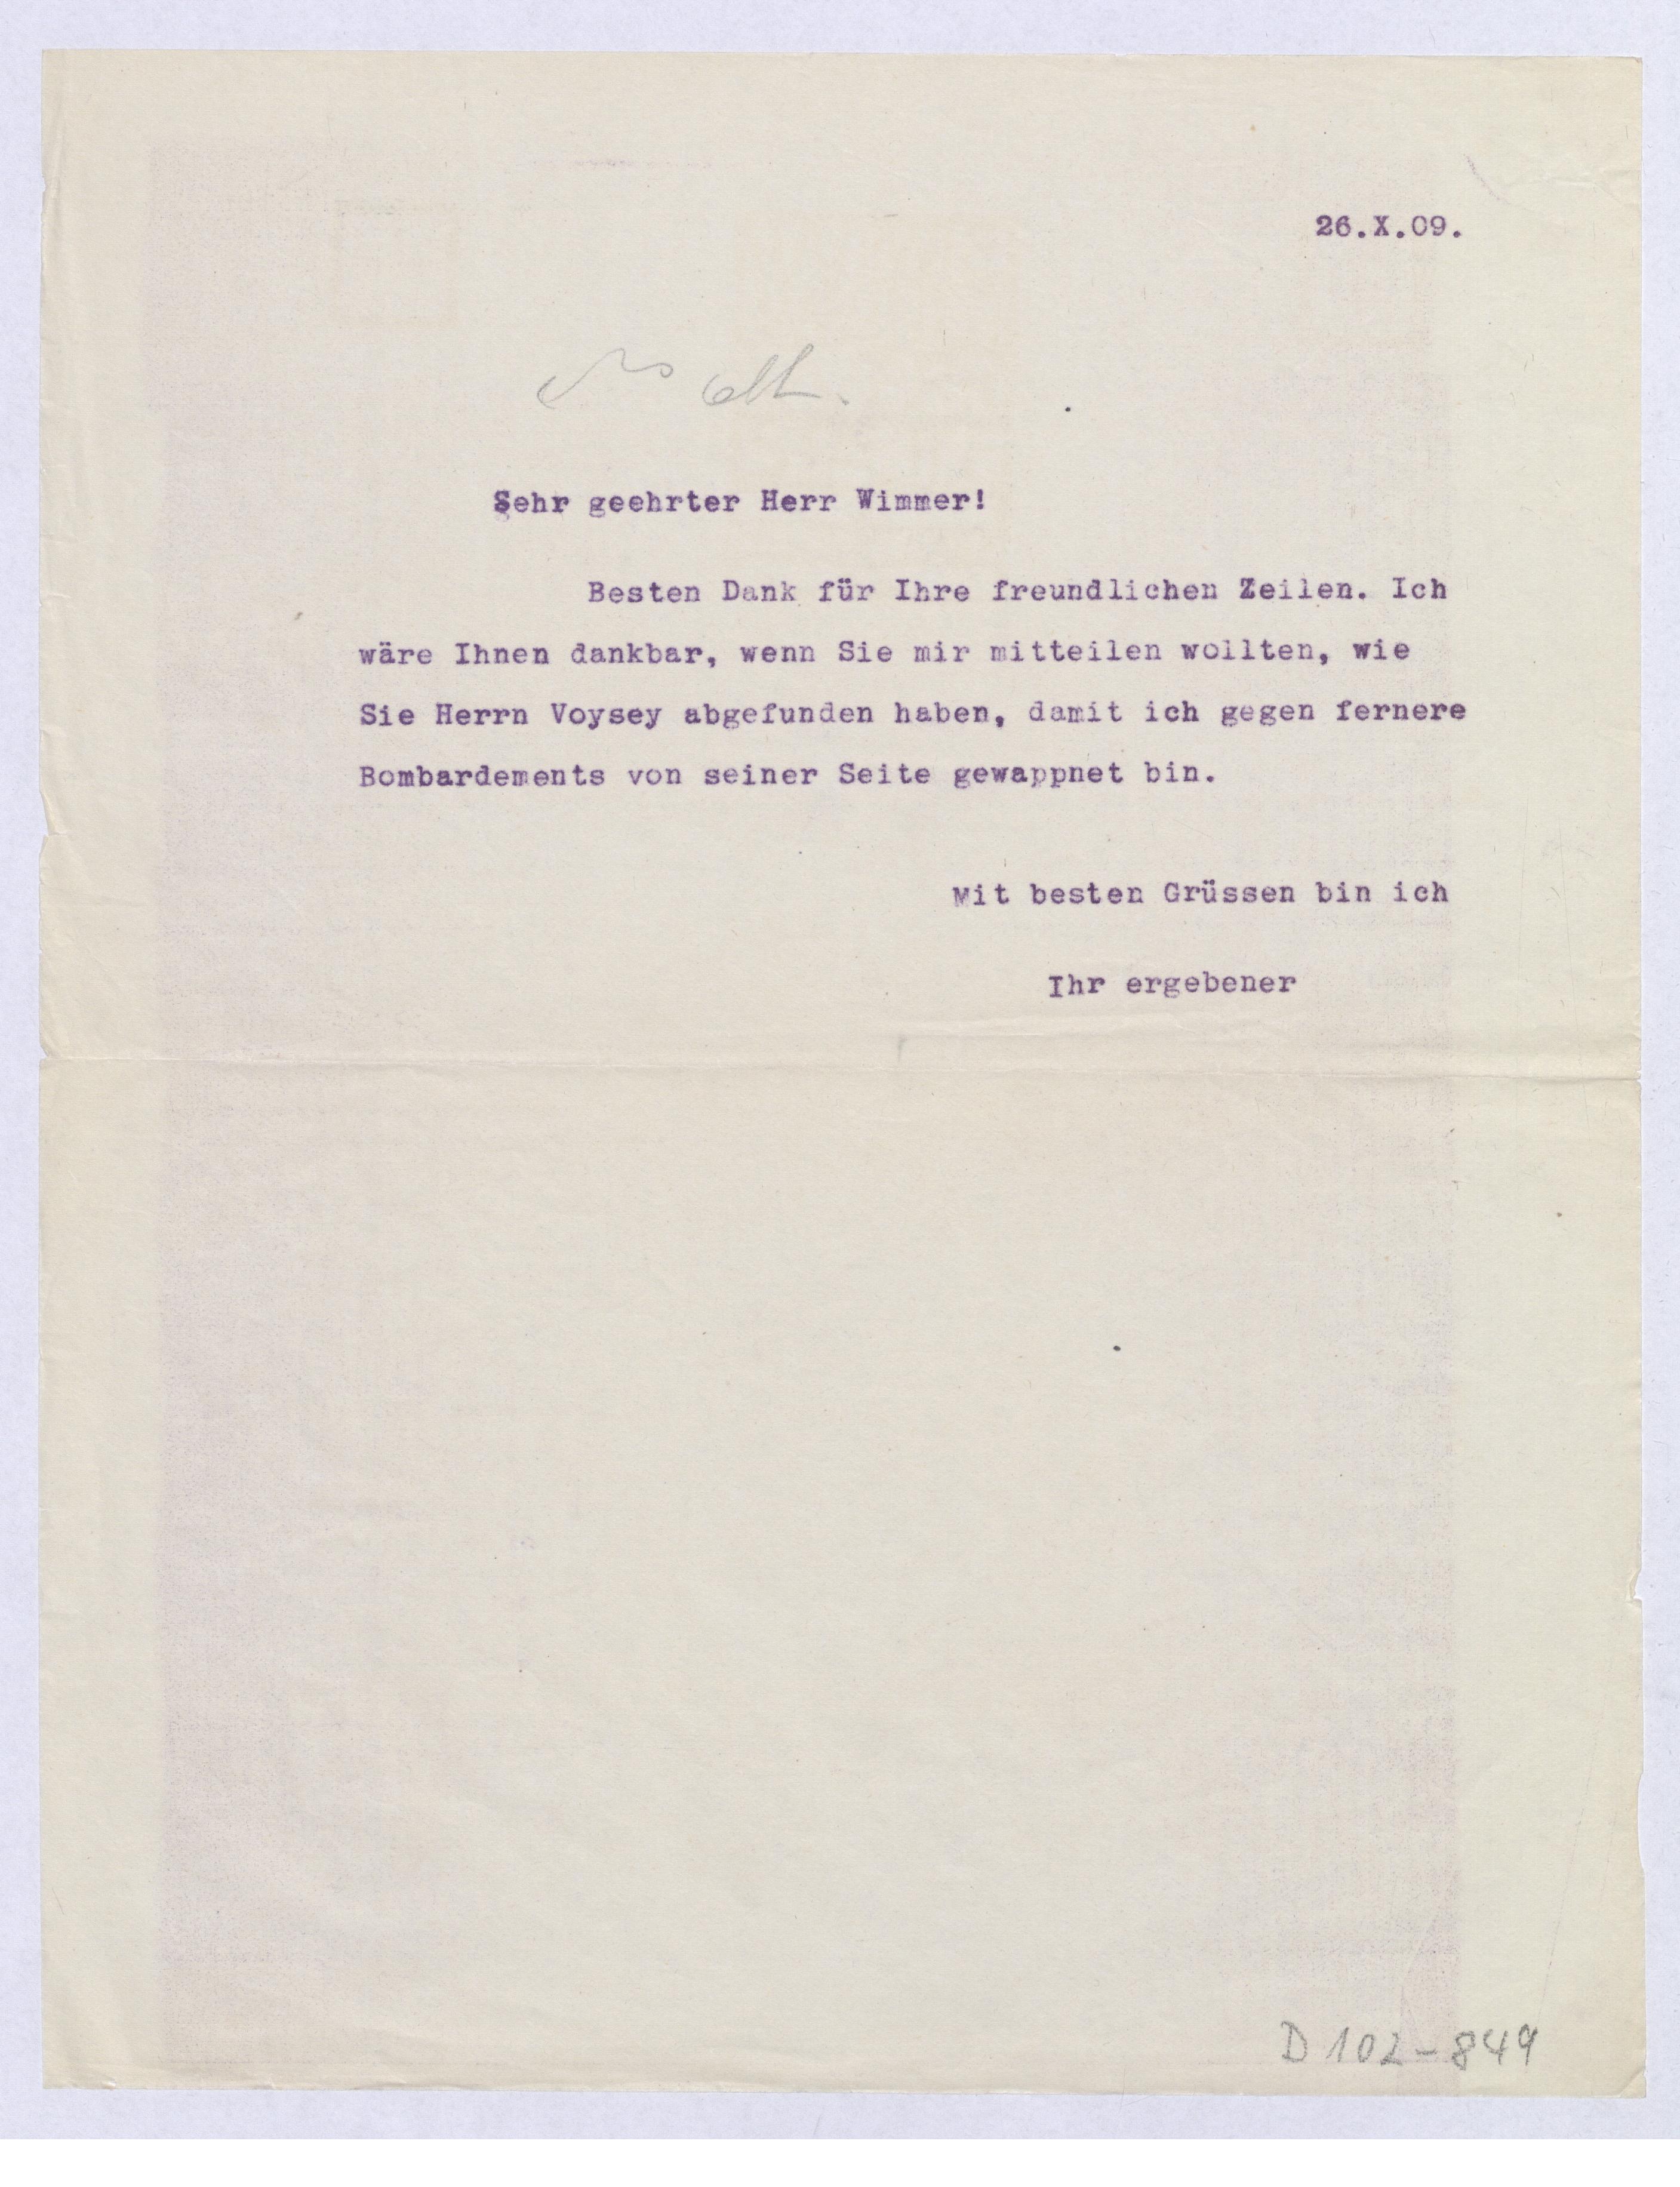 26.X.09.
Sehr geehrter Herr Wimmer!
Besten Dank für Ihre freundlichen Zeilen. Ich
wäre Ihnen dankbar, wenn Sie mir mitteilen wollten, wie
Sie Herrn Voysey abgefunden haben, damit ich gegen fernere
Bombardements von seiner Seite gewappnet bin.
Mit besten Grüssen bin ich
Ihr ergebener
D 102-849